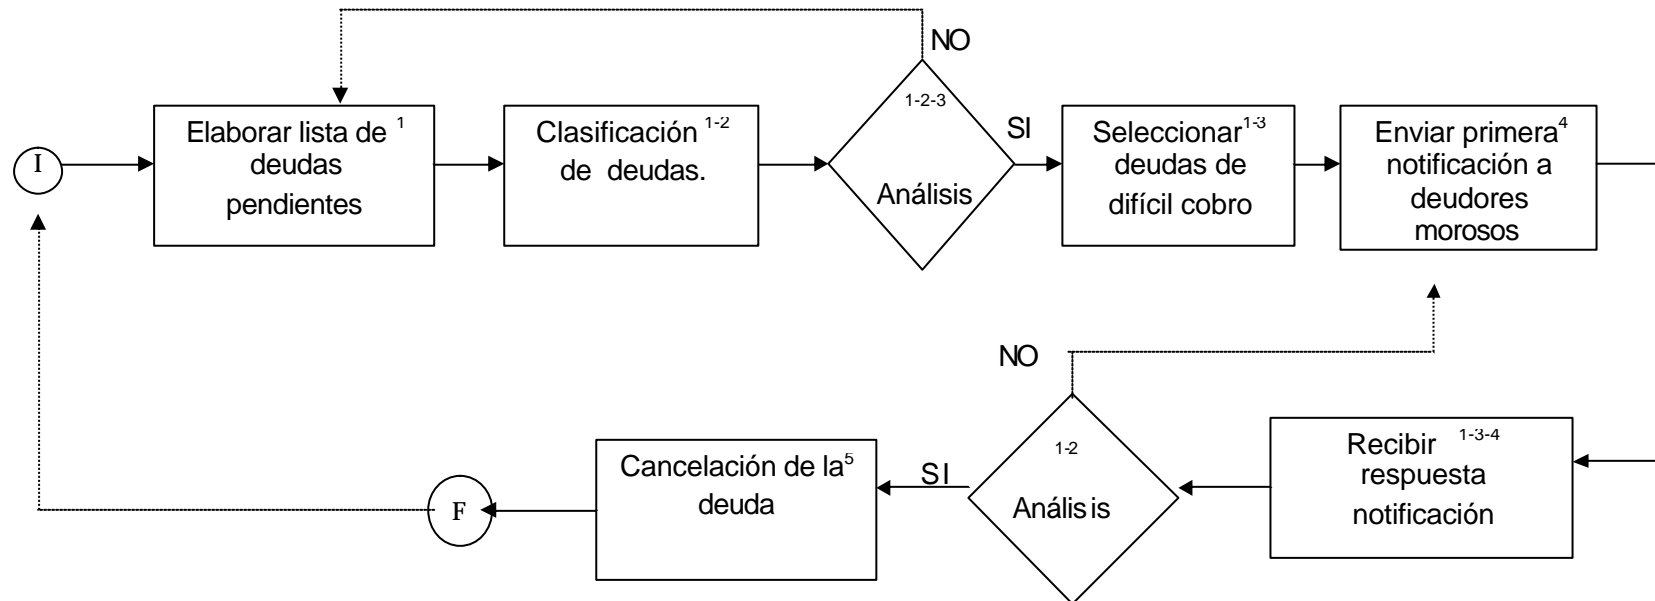 NO
I
Elaborar lista de 1
deudas
pendientes
Clasificación 1-2
de deudas.
1-2-3
Análisis
SI
Seleccionar 1-3
deudas de
difícil cobro
Enviar primera 4
notificación a
deudores
morosos
NO
Recibir 1-3-4
respuesta
notificación
1-2
Análisis
SI
Cancelación de la 5
deuda
F